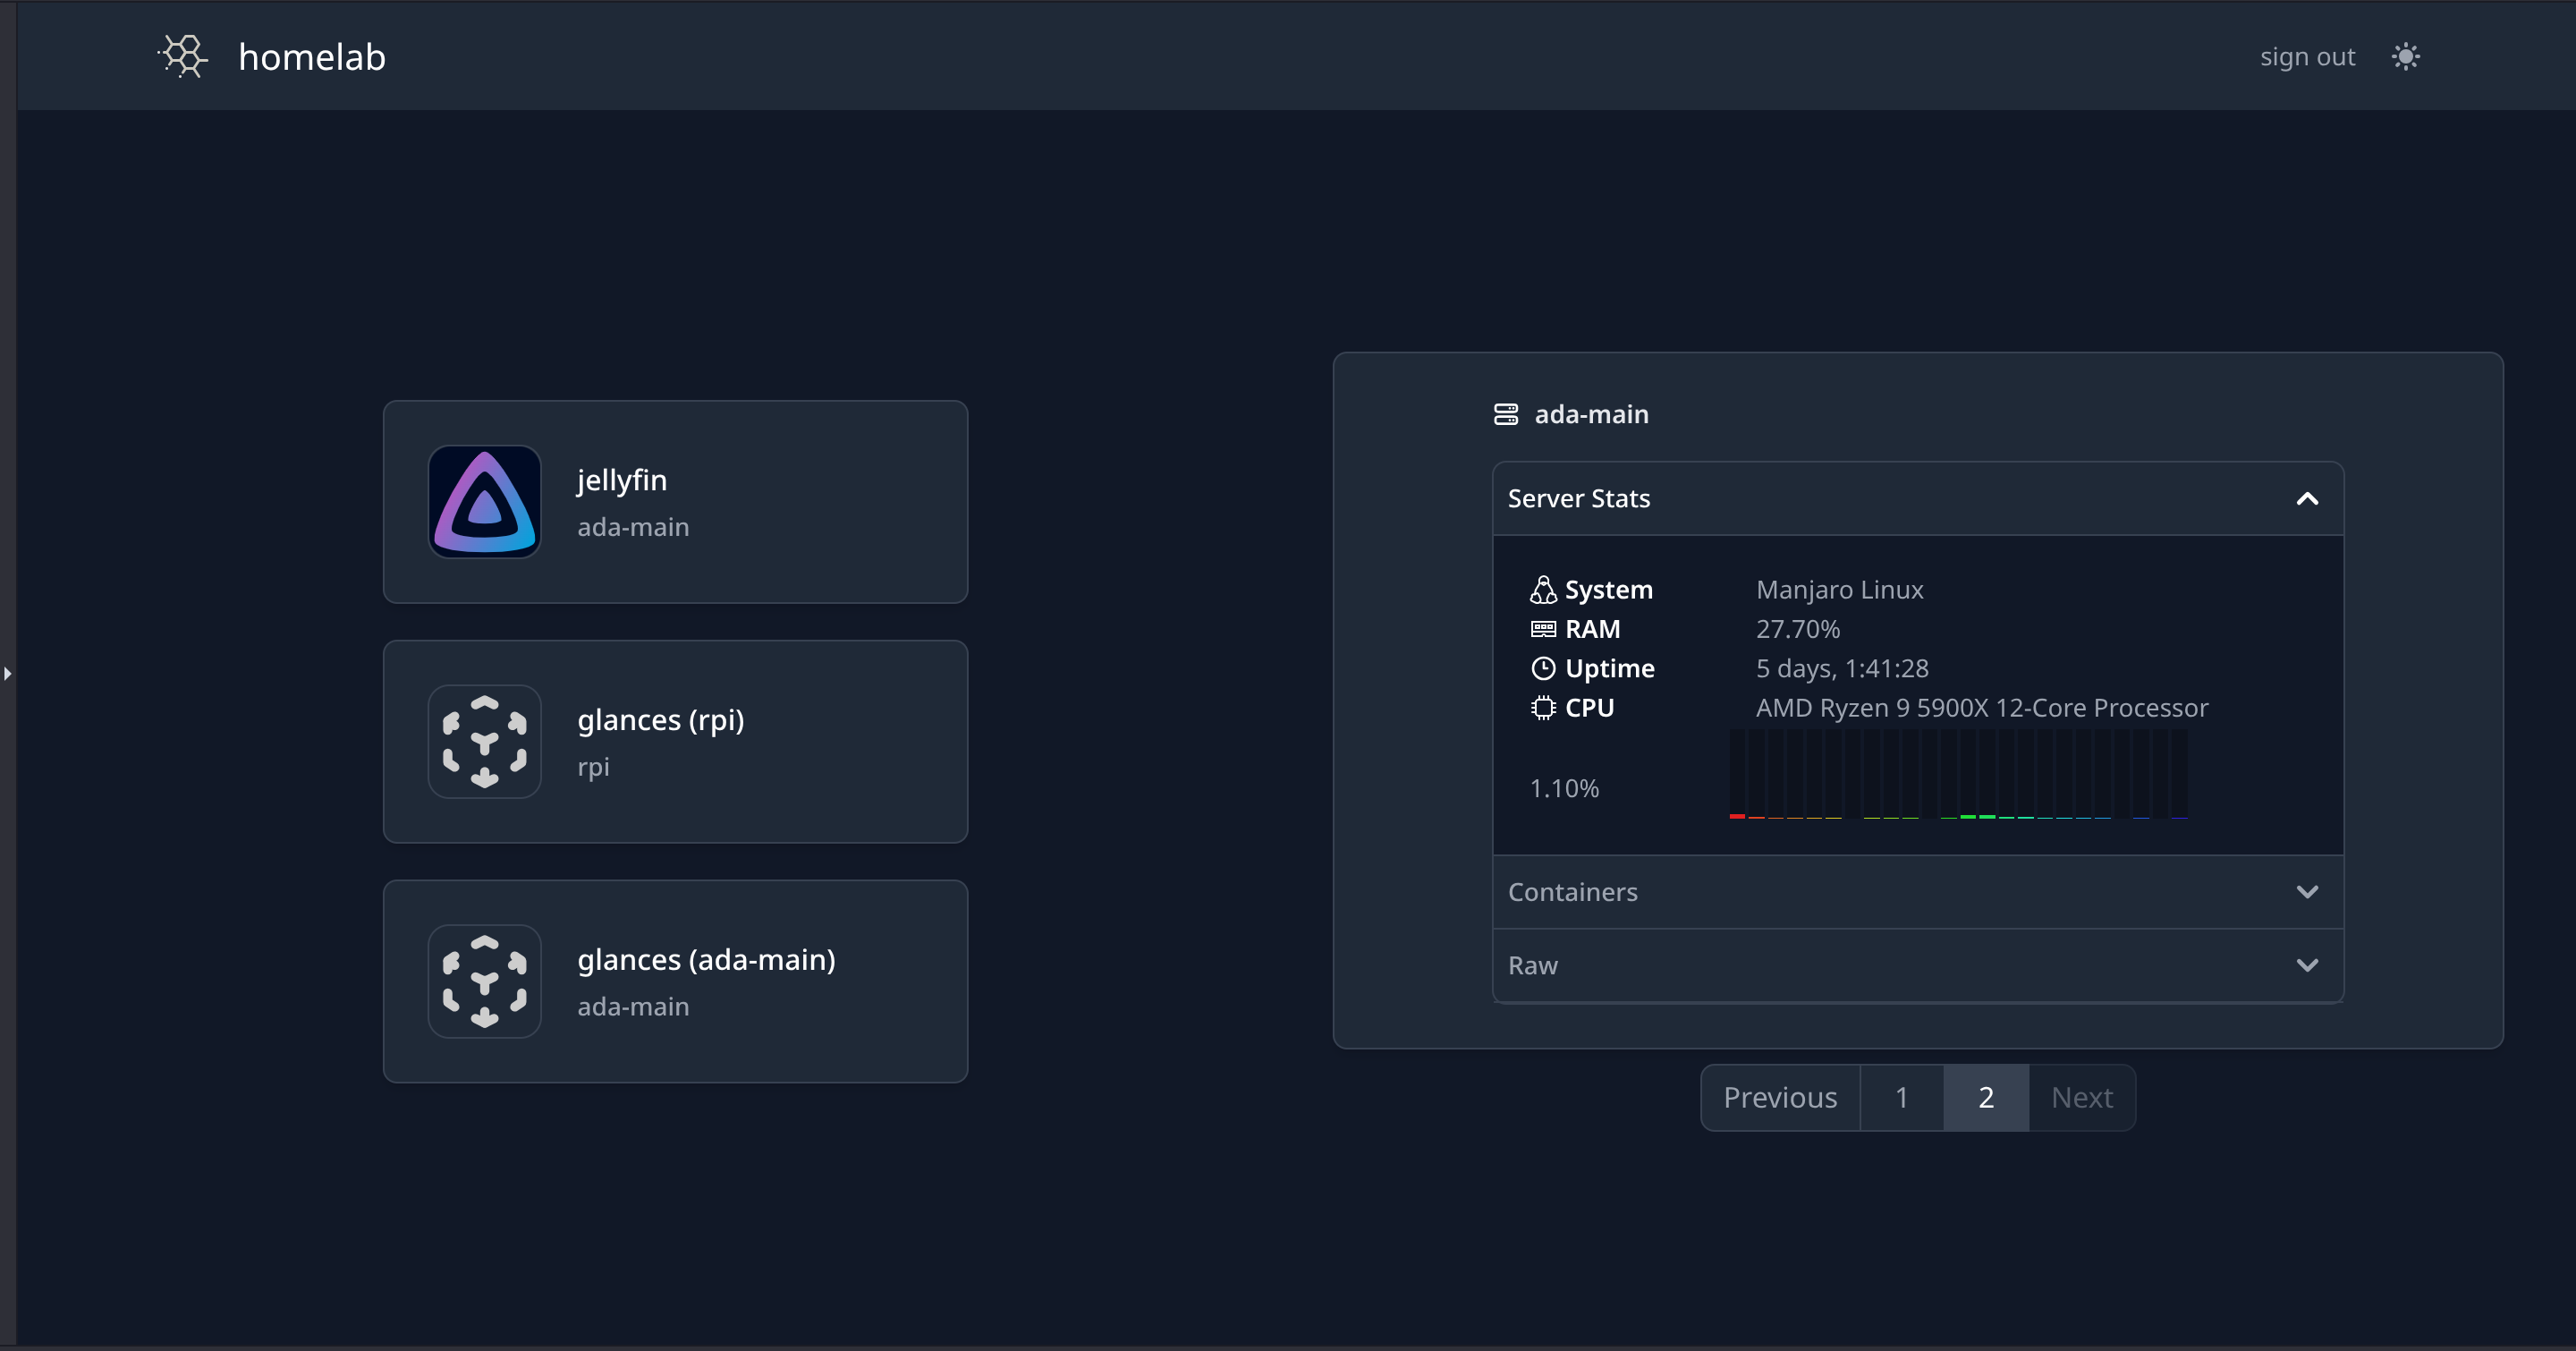 homelab
sign out
jellyfin
ada-main
glances (rpi)
rpi
glances (ada-main)
ada-main
ada-main
Server Stats
System Manjaro Linux
RAM 27.70%
Uptime 5 days, 1:41:28
CPU AMD Ryzen 9 5900X 12-Core Processor
1.10%
Containers
Raw
Previous 1 2 Next